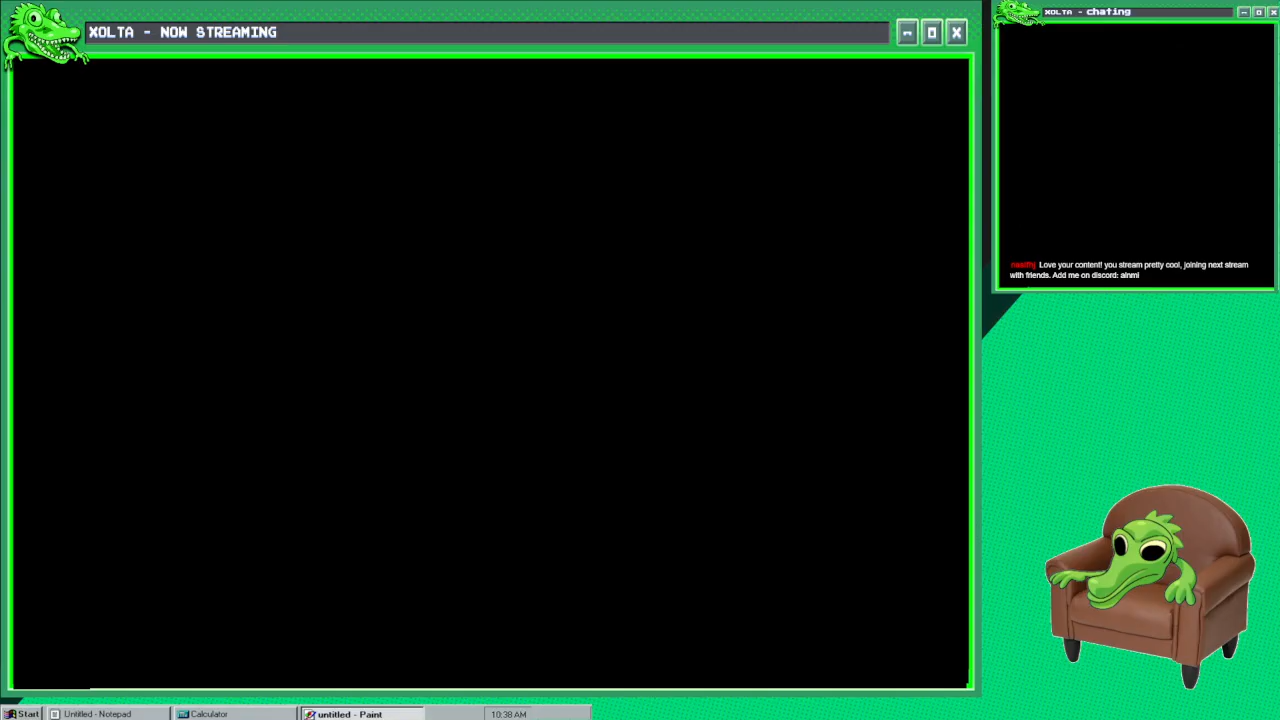 XOLTA - NOW STREAMING
XOLTA - chating
Love your content! you stream pretty cool, joining next stream
with friends. Add me on discord: alnmi
Start
Untitled - Notepad
Calculator
untitled - Paint
10:38 AM